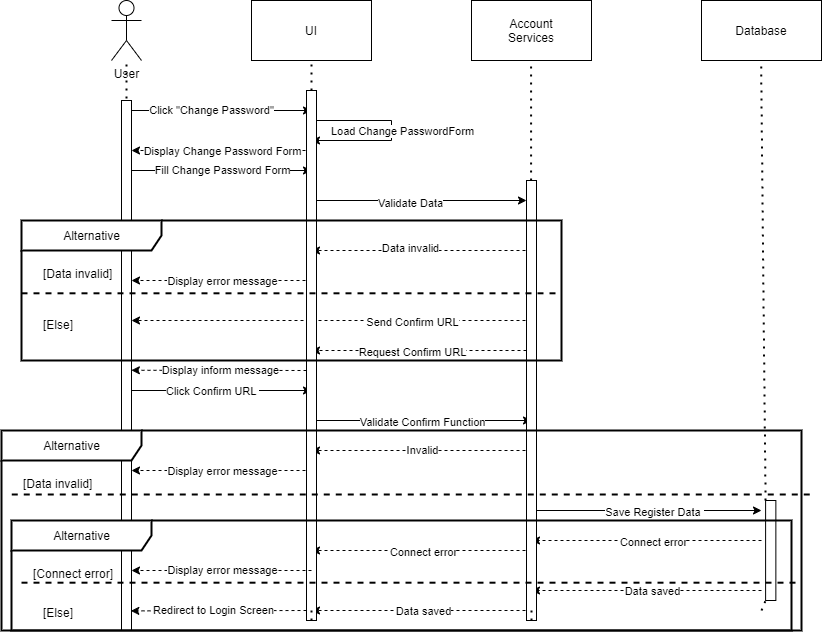 User
UI
Account
Services
Database
Click "Change Password"
Load Change PasswordForm
Display Change Password Form
Fill Change Password Form
Validate Data
Alternative
Data invalid
[Data invalid]
Display error message
[Else]
Send Confirm URL
Request Confirm URL
Display inform message
Click Confirm URL
Validate Confirm Function
Alternative
Invalid
Display error message
[Data invalid]
Save Register Data
Alternative
Connect error
Connect error
Display error message
[Connect error]
Data saved
[Else]
Redirect to Login Screen
Data saved